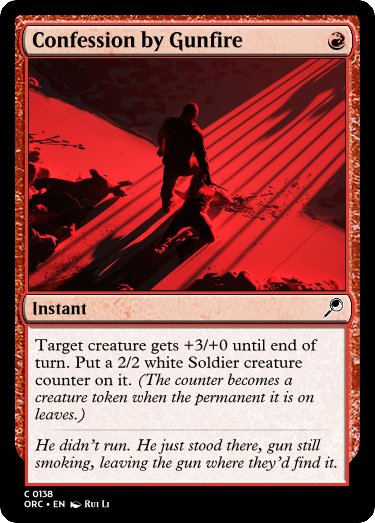 Confession by Gunfire
Instant
Target creature gets +3/+0 until end of
turn. Put a 2/2 white Soldier creature
counter on it. (The counter becomes a
creature token when the permanent it is on
leaves.)
He didn't run. He just stood there, gun still
smoking, leaving the gun where they'd find it.
C 0138
ORC • EN Rui Li